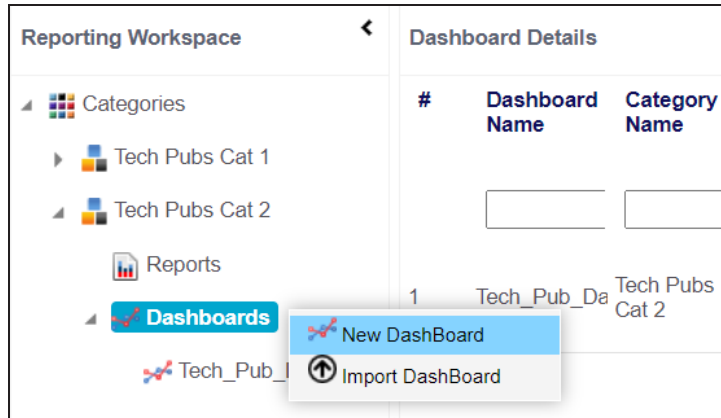 Reporting Workspace
Dashboard Details
Categories
Tech Pubs Cat 1
Tech Pubs Cat 2
Reports
Dashboards
Tech_Pub_
New DashBoard
Import DashBoard
# Dashboard Name Category Name
1 Tech_Pub_Da Tech Pubs Cat 2